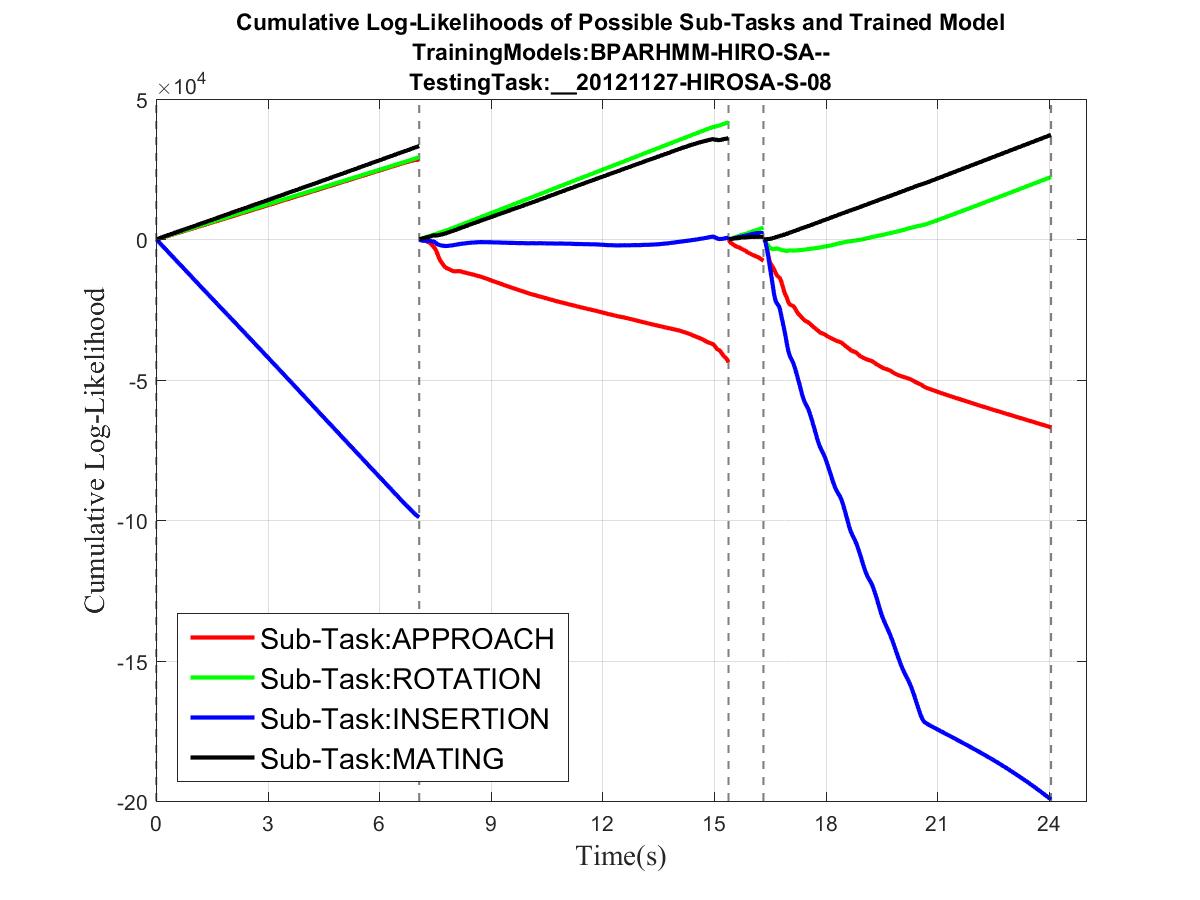 Cumulative Log-Likelihoods of Possible Sub-Tasks and Trained Model
TrainingModels:BPARHMM-HIRO-SA--
TestingTask:__20121127-HIROSA-S-08
×10^4
5
0
-5
-10
-15
-20
Cumulative Log-Likelihood
Sub-Task:APPROACH
Sub-Task:ROTATION
Sub-Task:INSERTION
Sub-Task:MATING
0 3 6 9 12 15 18 21 24
Time(s)